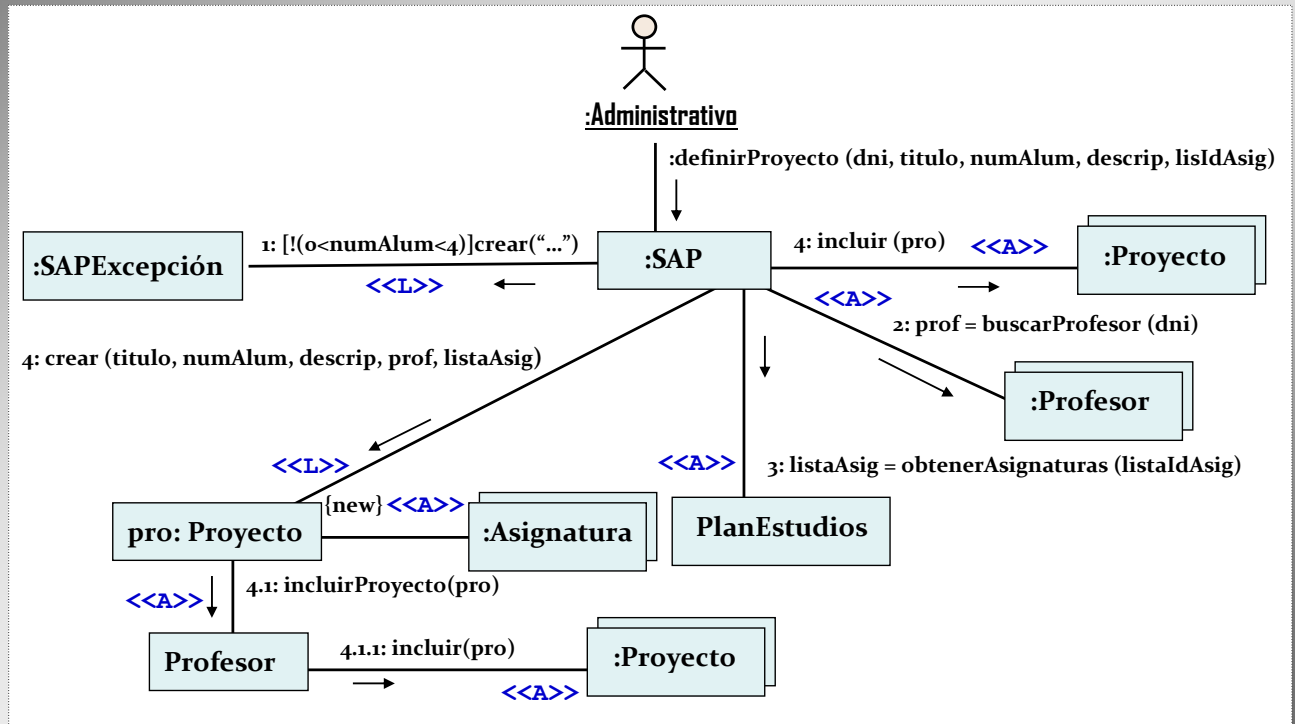 :Administrativo
:definirProyecto (dni, titulo, numAlum, descrip, lisIdAsig)
1: [!(0<numAlum<4)]crear("...")
4: incluir (pro)
<<A>>
:SAPExcepción
:SAP
:Proyecto
<<L>>
<<A>>
2: prof = buscarProfesor (dni)
4: crear (titulo, numAlum, descrip, prof, listaAsig)
:Profesor
<<L>>
<<A>>
3: listaAsig = obtenerAsignaturas (listaIdAsig)
{new}
<<A>>
pro: Proyecto
:Asignatura
PlanEstudios
<<A>>
4.1: incluirProyecto(pro)
Profesor
4.1.1: incluir(pro)
:Proyecto
<<A>>